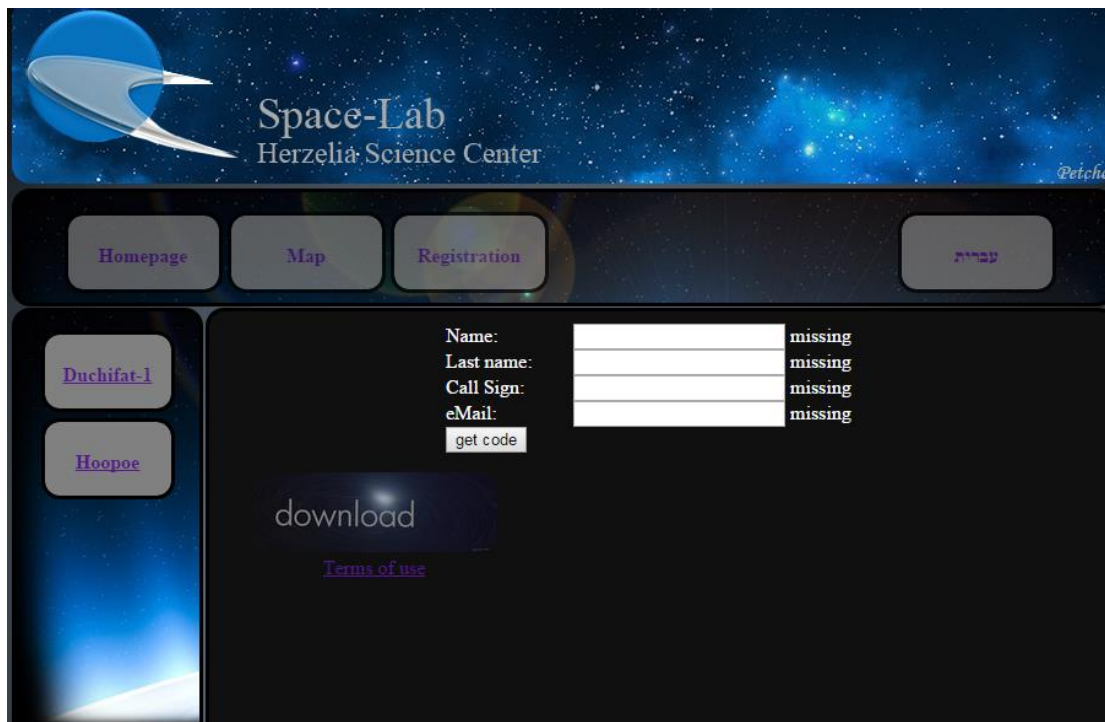 Space-Lab
Herzelia Science Center
Homepage
Map
Registration
עברית
Duchifat-1
Hoopoe
Name: missing
Last name: missing
Call Sign: missing
eMail: missing
get code
download
Terms of use